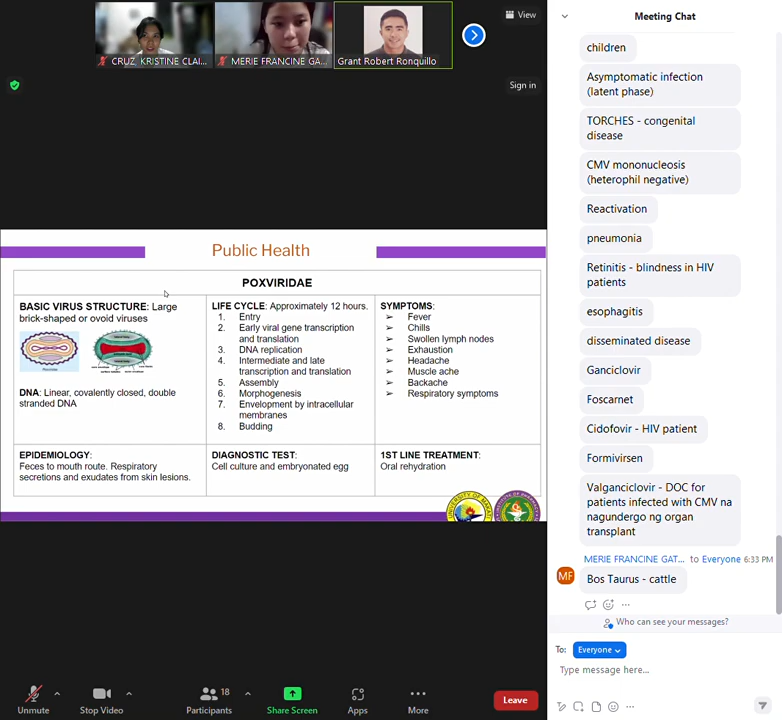 CRUZ, KRISTINE CLAI...
MERIE FRANCINE GA...
Grant Robert Ronquillo
View
Sign in
Public Health
POXVIRIDAE
BASIC VIRUS STRUCTURE: Large
brick-shaped or ovoid viruses
DNA: Linear, covalently closed, double
stranded DNA
LIFE CYCLE: Approximately 12 hours.
1. Entry
2. Early viral gene transcription
and translation
3. DNA replication
4. Intermediate and late
transcription and translation
5. Assembly
6. Morphogenesis
7. Envelopment by intracellular
membranes
8. Budding
SYMPTOMS:
➢ Fever
➢ Chills
➢ Swollen lymph nodes
➢ Exhaustion
➢ Headache
➢ Muscle ache
➢ Backache
➢ Respiratory symptoms
EPIDEMIOLOGY:
Feces to mouth route. Respiratory
secretions and exudates from skin lesions.
DIAGNOSTIC TEST:
Cell culture and embryonated egg
1ST LINE TREATMENT:
Oral rehydration
Unmute
Stop Video
18
Participants
Share Screen
Apps
More
Leave
Meeting Chat
children
Asymptomatic infection
(latent phase)
TORCHES - congenital
disease
CMV mononucleosis
(heterophil negative)
Reactivation
pneumonia
Retinitis - blindness in HIV
patients
esophagitis
disseminated disease
Ganciclovir
Foscarnet
Cidofovir - HIV patient
Formivirsen
Valganciclovir - DOC for
patients infected with CMV na
nagundergo ng organ
transplant
MERIE FRANCINE GAT... to Everyone 6:33 PM
MF
Bos Taurus - cattle
Who can see your messages?
To: Everyone
Type message here...